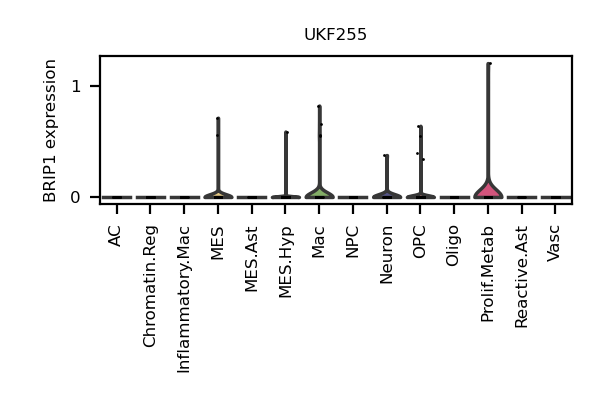 UKF255
BRIP1 expression
1
0
AC
Chromatin.Reg
Inflammatory.Mac
MES
MES.Ast
MES.Hyp
Mac
NPC
Neuron
OPC
Oligo
Prolif.Metab
Reactive.Ast
Vasc